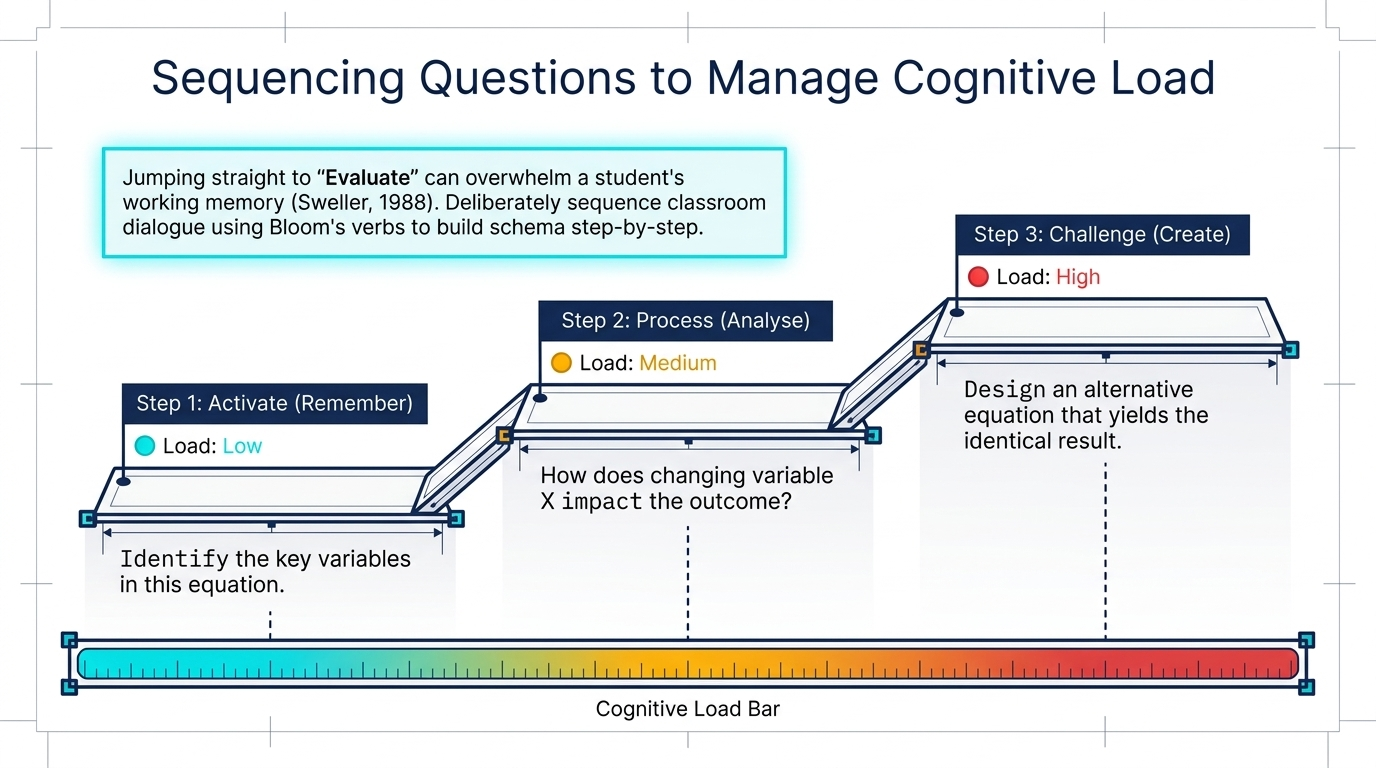 Sequencing Questions to Manage Cognitive Load
Jumping straight to “Evaluate” can overwhelm a student's
working memory (Sweller, 1988). Deliberately sequence classroom
dialogue using Bloom's verbs to build schema step-by-step.
Step 1: Activate (Remember)
Load: Low
Identify the key variables
in this equation.
Step 2: Process (Analyse)
Load: Medium
How does changing variable
X impact the outcome?
Step 3: Challenge (Create)
Load: High
Design an alternative
equation that yields the
identical result.
Cognitive Load Bar